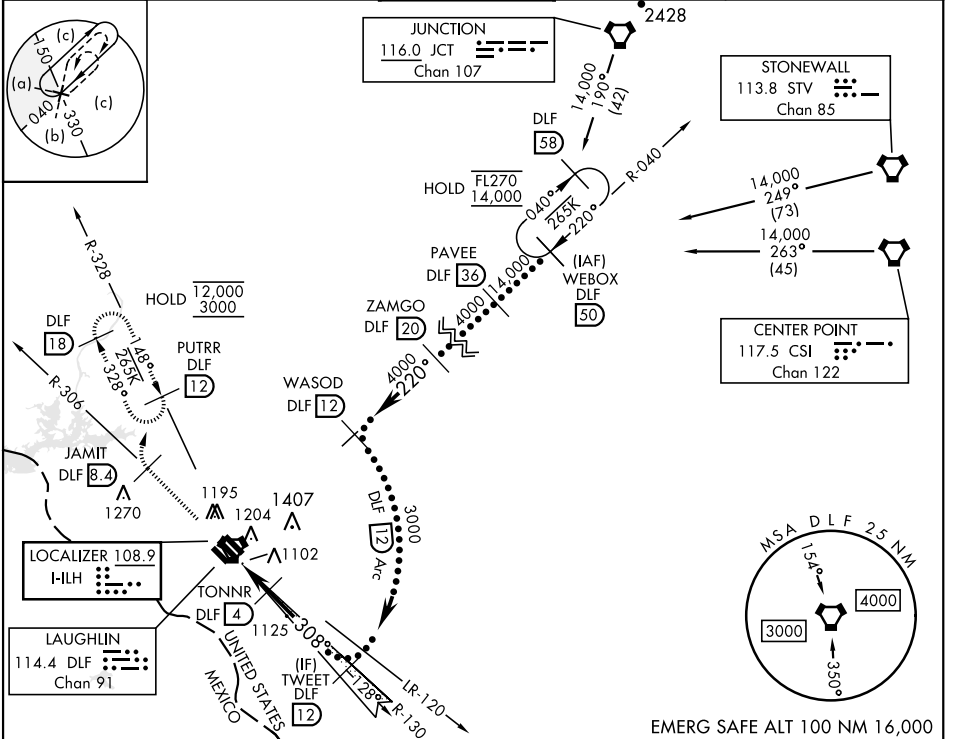 (c)
150
(a)
(c)
040
330
(b)
2428
JUNCTION
116.0 JCT
Chan 107
14,000
190°
(42)
STONEWALL
113.8 STV
Chan 85
DLF
58
HOLD FL270
14,000
R-040
040°
265K
220°
14,000
249°
(73)
14,000
263°
(45)
PAVEE
DLF 36
14,000
(IAF)
WEBOX
DLF
50
R-328
HOLD 12,000
3000
ZAMGO
DLF 20
4000
CENTER POINT
117.5 CSI
Chan 122
DLF
18
148°
265K
328°
PUTRR
DLF
12
4000
220°
WASOD
DLF 12
R-306
JAMIT
DLF 8.4
1270
1195
1204
1407
1102
DLF
12
Arc
3000
LOCALIZER 108.9
I-ILH
TONNR
DLF 4
1125
308°
LAUGHLIN
114.4 DLF
Chan 91
UNITED STATES
MEXICO
(IF)
TWEET
DLF
12
128°
LR-120
R-130
MSA DLF 25 NM
154°
4000
3000
350°
EMERG SAFE ALT 100 NM 16,000